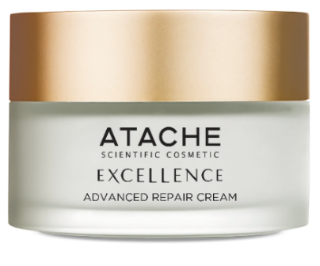 ATACHE
SCIENTIFIC COSMETIC
EXCELLENCE
ADVANCED REPAIR CREAM